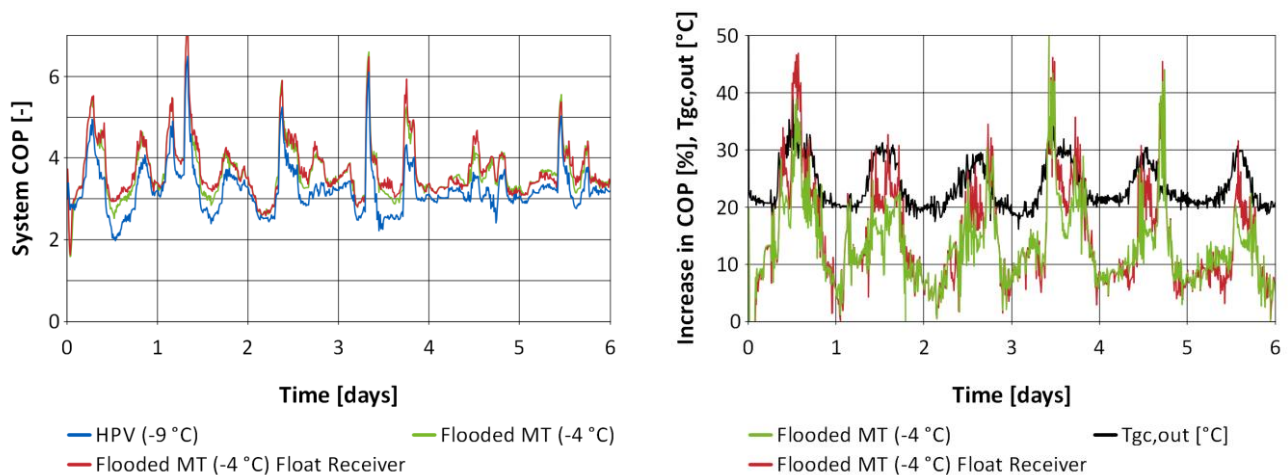 System COP [-]
6
4
2
0
0 1 2 3 4 5 6
Time [days]
HPV (-9 °C)
Flooded MT (-4 °C)
Flooded MT (-4 °C) Float Receiver
Increase in COP [%], Tgc,out [°C]
50
40
30
20
10
0
0 1 2 3 4 5 6
Time [days]
Flooded MT (-4 °C)
Tgc,out [°C]
Flooded MT (-4 °C) Float Receiver